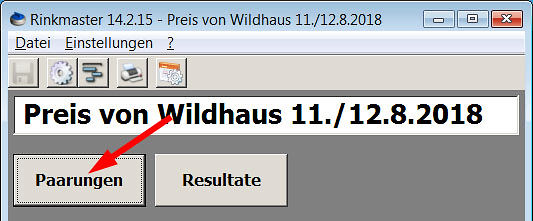 Rinkmaster 14.2.15 - Preis von Wildhaus 11./12.8.2018
Datei Einstellungen ?
Preis von Wildhaus 11./12.8.2018
Paarungen Resultate